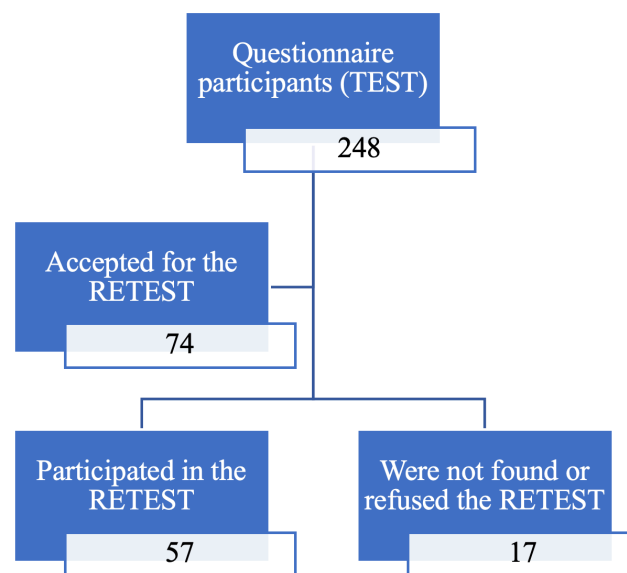 Questionnaire
participants (TEST)
248
Accepted for the
RETEST
74
Participated in the
RETEST
57
Were not found or
refused the RETEST
17